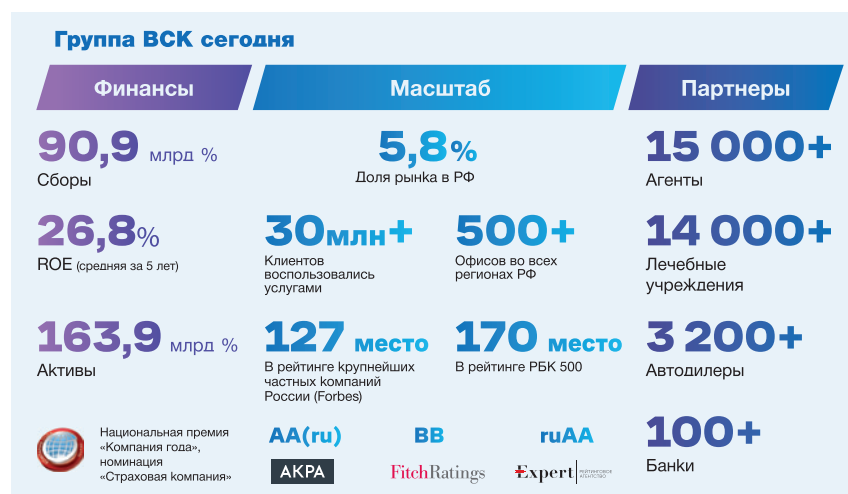 Группа ВСК сегодня
Финансы
90,9 млрд %
Сборы
26,8%
ROE (средняя за 5 лет)
163,9 млрд %
Активы
Национальная премия
«Компания года»,
номинация
«Страховая компания»
Масштаб
5,8%
Доля рынка в РФ
30млн+
Клиентов
воспользовались
услугами
500+
Офисов во всех
регионах РФ
127 место
В рейтинге крупнейших
частных компаний
России (Forbes)
170 место
В рейтинге РБК 500
AA(ru)
АКРА
BB
FitchRatings
ruAA
Expert
РЕЙТИНГОВОЕ
АГЕНТСТВО
Партнеры
15 000+
Агенты
14 000+
Лечебные
учреждения
3 200+
Автодилеры
100+
Банки